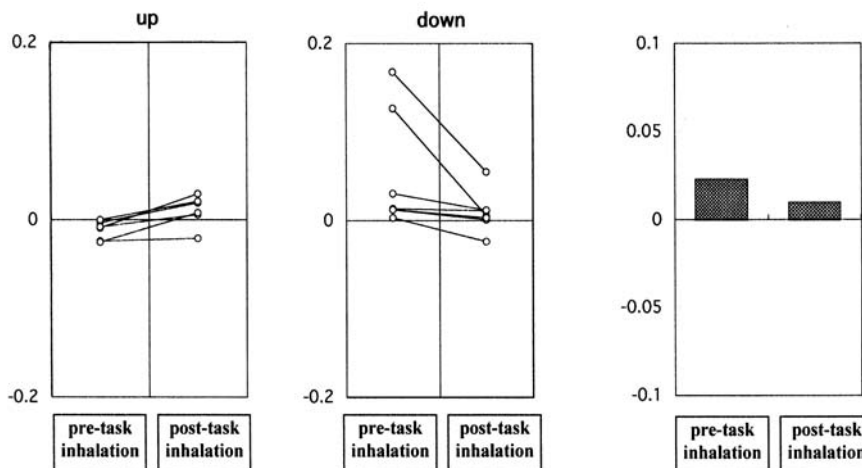 up
down
0.2
0
-0.2
0.2
0
-0.2
0.1
0.05
0
-0.05
-0.1
pre-task
inhalation
post-task
inhalation
pre-task
inhalation
post-task
inhalation
pre-task
inhalation
post-task
inhalation